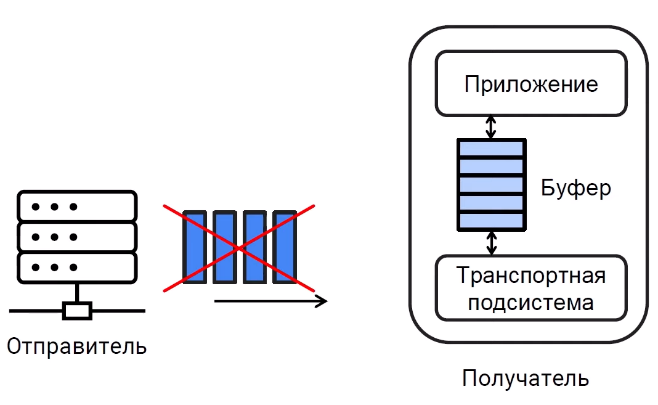 Приложение
Буфер
Транспортная
подсистема
Отправитель
Получатель